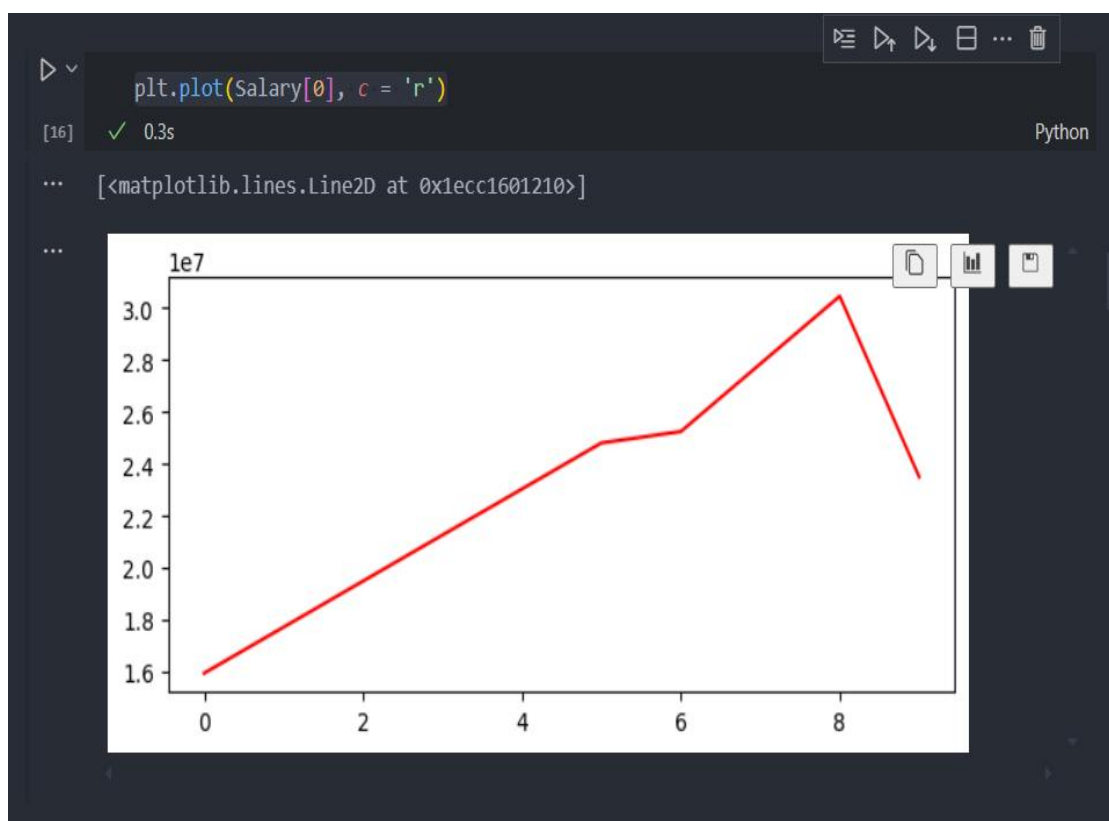 plt.plot(Salary[0], c = 'r')
[16] 0.3s Python
[<matplotlib.lines.Line2D at 0x1ecc1601210>]
1e7
3.0
2.8
2.6
2.4
2.2
2.0
1.8
1.6
0 2 4 6 8